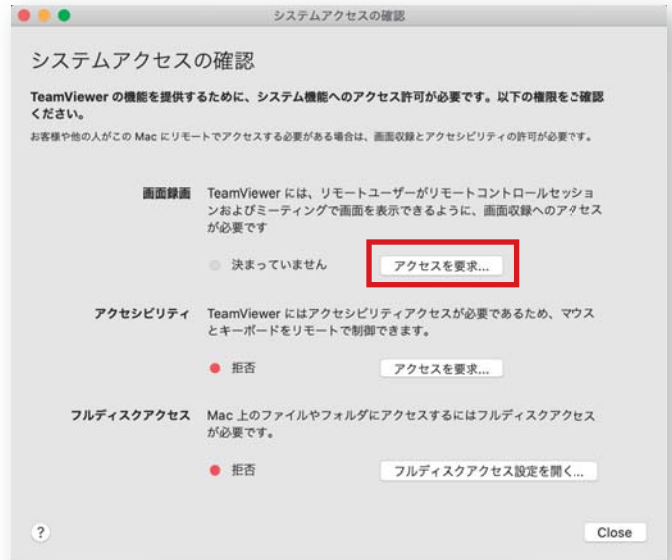 システムアクセスの確認
システムアクセスの確認
TeamViewer の機能を提供するために、システム機能へのアクセス許可が必要です。以下の権限をご確認
ください。
お客様や他の人がこの Mac にリモートでアクセスする必要がある場合は、画面収録とアクセシビリティの許可が必要です。
画面録画 TeamViewer には、リモートユーザーがリモートコントロールセッショ
ンおよびミーティングで画面を表示できるように、画面収録へのアクセス
が必要です
決まっていません アクセスを要求...
アクセシビリティ TeamViewer にはアクセシビリティアクセスが必要であるため、マウス
とキーボードをリモートで制御できます。
拒否 アクセスを要求...
フルディスクアクセス Mac 上のファイルやフォルダにアクセスするにはフルディスクアクセス
が必要です。
拒否 フルディスクアクセス設定を開く...
? Close